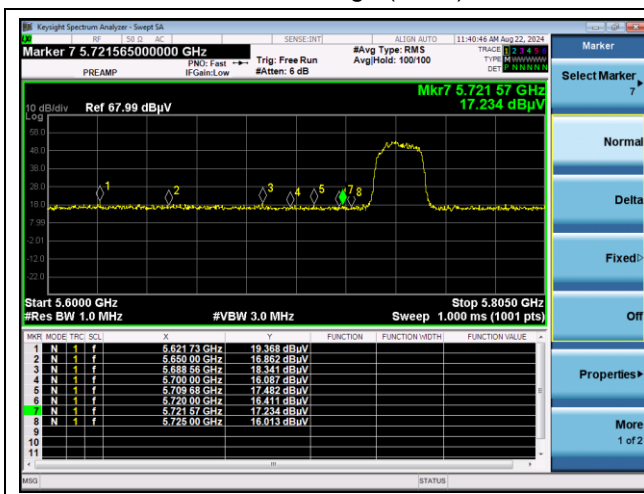 Keysight Spectrum Analyzer - Swept SA
RF 50 Ω AC SENSE:INT ALIGN AUTO 11:40:46 AM Aug 22, 2024
Marker 7 5.721565000000 GHz
PREAMP
PNO: Fast
IFGain:Low
Trig: Free Run
#Atten: 6 dB
#Avg Type: RMS
Avg|Hold: 100/100
TRACE 1 2 3 4 5 6
TYPE M WWWWW
DET P N N N N N
Mkr7 5.721 57 GHz
17.234 dBµV
10 dB/div Ref 67.99 dBµV
Log
58.0
48.0
38.0
28.0
18.0
7.99
-2.01
-12.0
-22.0
1 2 3 4 5 7 8
Start 5.6000 GHz Stop 5.8050 GHz
#Res BW 1.0 MHz #VBW 3.0 MHz Sweep 1.000 ms (1001 pts)
MKR MODE TRC SCL X Y FUNCTION FUNCTION WIDTH FUNCTION VALUE
1 N 1 f 5.621 73 GHz 19.368 dBµV
2 N 1 f 5.650 00 GHz 16.862 dBµV
3 N 1 f 5.688 56 GHz 18.341 dBµV
4 N 1 f 5.700 00 GHz 16.087 dBµV
5 N 1 f 5.709 68 GHz 17.482 dBµV
6 N 1 f 5.720 00 GHz 16.411 dBµV
7 N 1 f 5.721 57 GHz 17.234 dBµV
8 N 1 f 5.725 00 GHz 16.013 dBµV
9
10
11
MSG STATUS
Marker
Select Marker
7
Normal
Delta
Fixed
Off
Properties
More
1 of 2